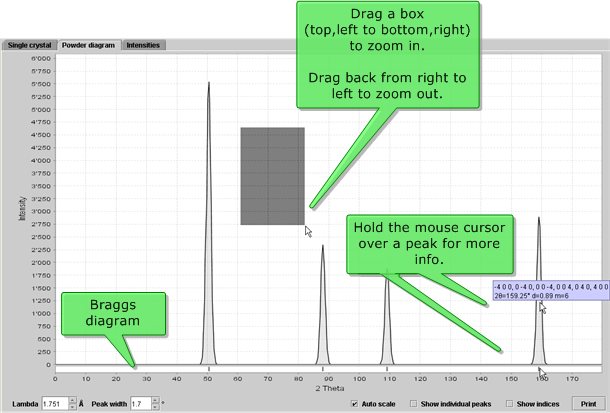 Drag a box
(top,left to bottom,right)
to zoom in.
Drag back from right to
left to zoom out.
Single crystal
Powder diagram
Intensities
6'000
5'750
5'500
5'250
5'000
4'750
4'500
4'250
4'000
3'750
3'500
3'250
3'000
2'750
2'500
2'250
2'000
1'750
1'500
1'250
1'000
750
500
250
0
Intensity
Hold the mouse cursor
over a peak for more
info.
-4 0 0, 0 -4 0, 0 0 -4, 0 0 4, 0 4 0, 4 0 0
2θ=159.25° d=0.89 m=6
Braggs
diagram
0 10 20 30 40 50 60 70 80 90 100 110 120 130 140 150 160 170
2 Theta
Lambda 1.751 Å Peak width 1.7 °
Auto scale
Show individual peaks
Show indices
Print